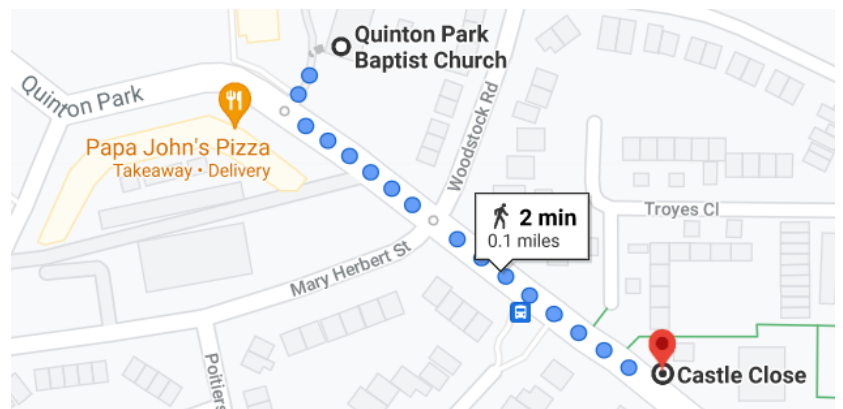 Quinton Park
Baptist Church
Quinton Park
Woodstock Rd
Papa John's Pizza
Takeaway • Delivery
2 min
0.1 miles
Troyes Cl
Mary Herbert St
Poitiers
Castle Close